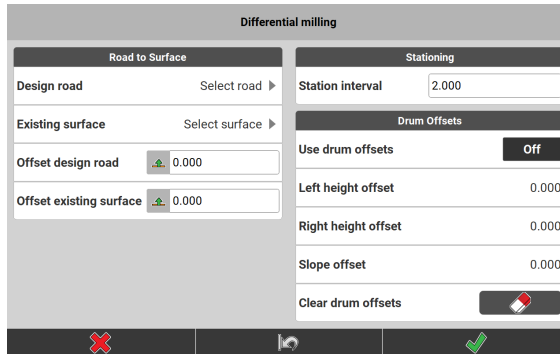 Differential milling
Road to Surface
Design road Select road
Existing surface Select surface
Offset design road 0.000
Offset existing surface 0.000
Stationing
Station interval 2.000
Drum Offsets
Use drum offsets Off
Left height offset 0.000
Right height offset 0.000
Slope offset 0.000
Clear drum offsets